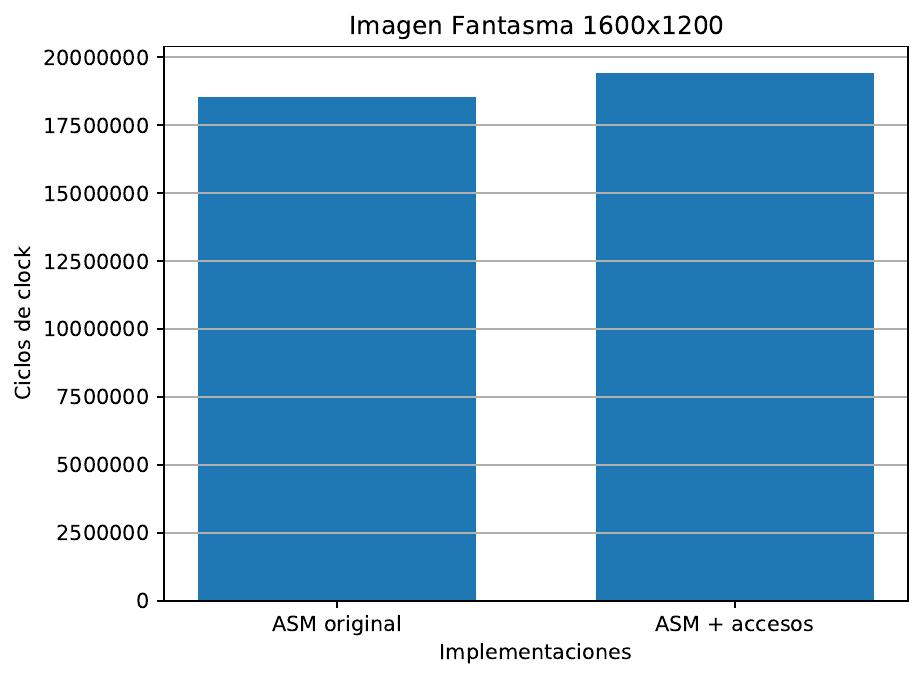 Imagen Fantasma 1600x1200
20000000
17500000
15000000
12500000
10000000
7500000
5000000
2500000
0
Ciclos de clock
ASM original
ASM + accesos
Implementaciones